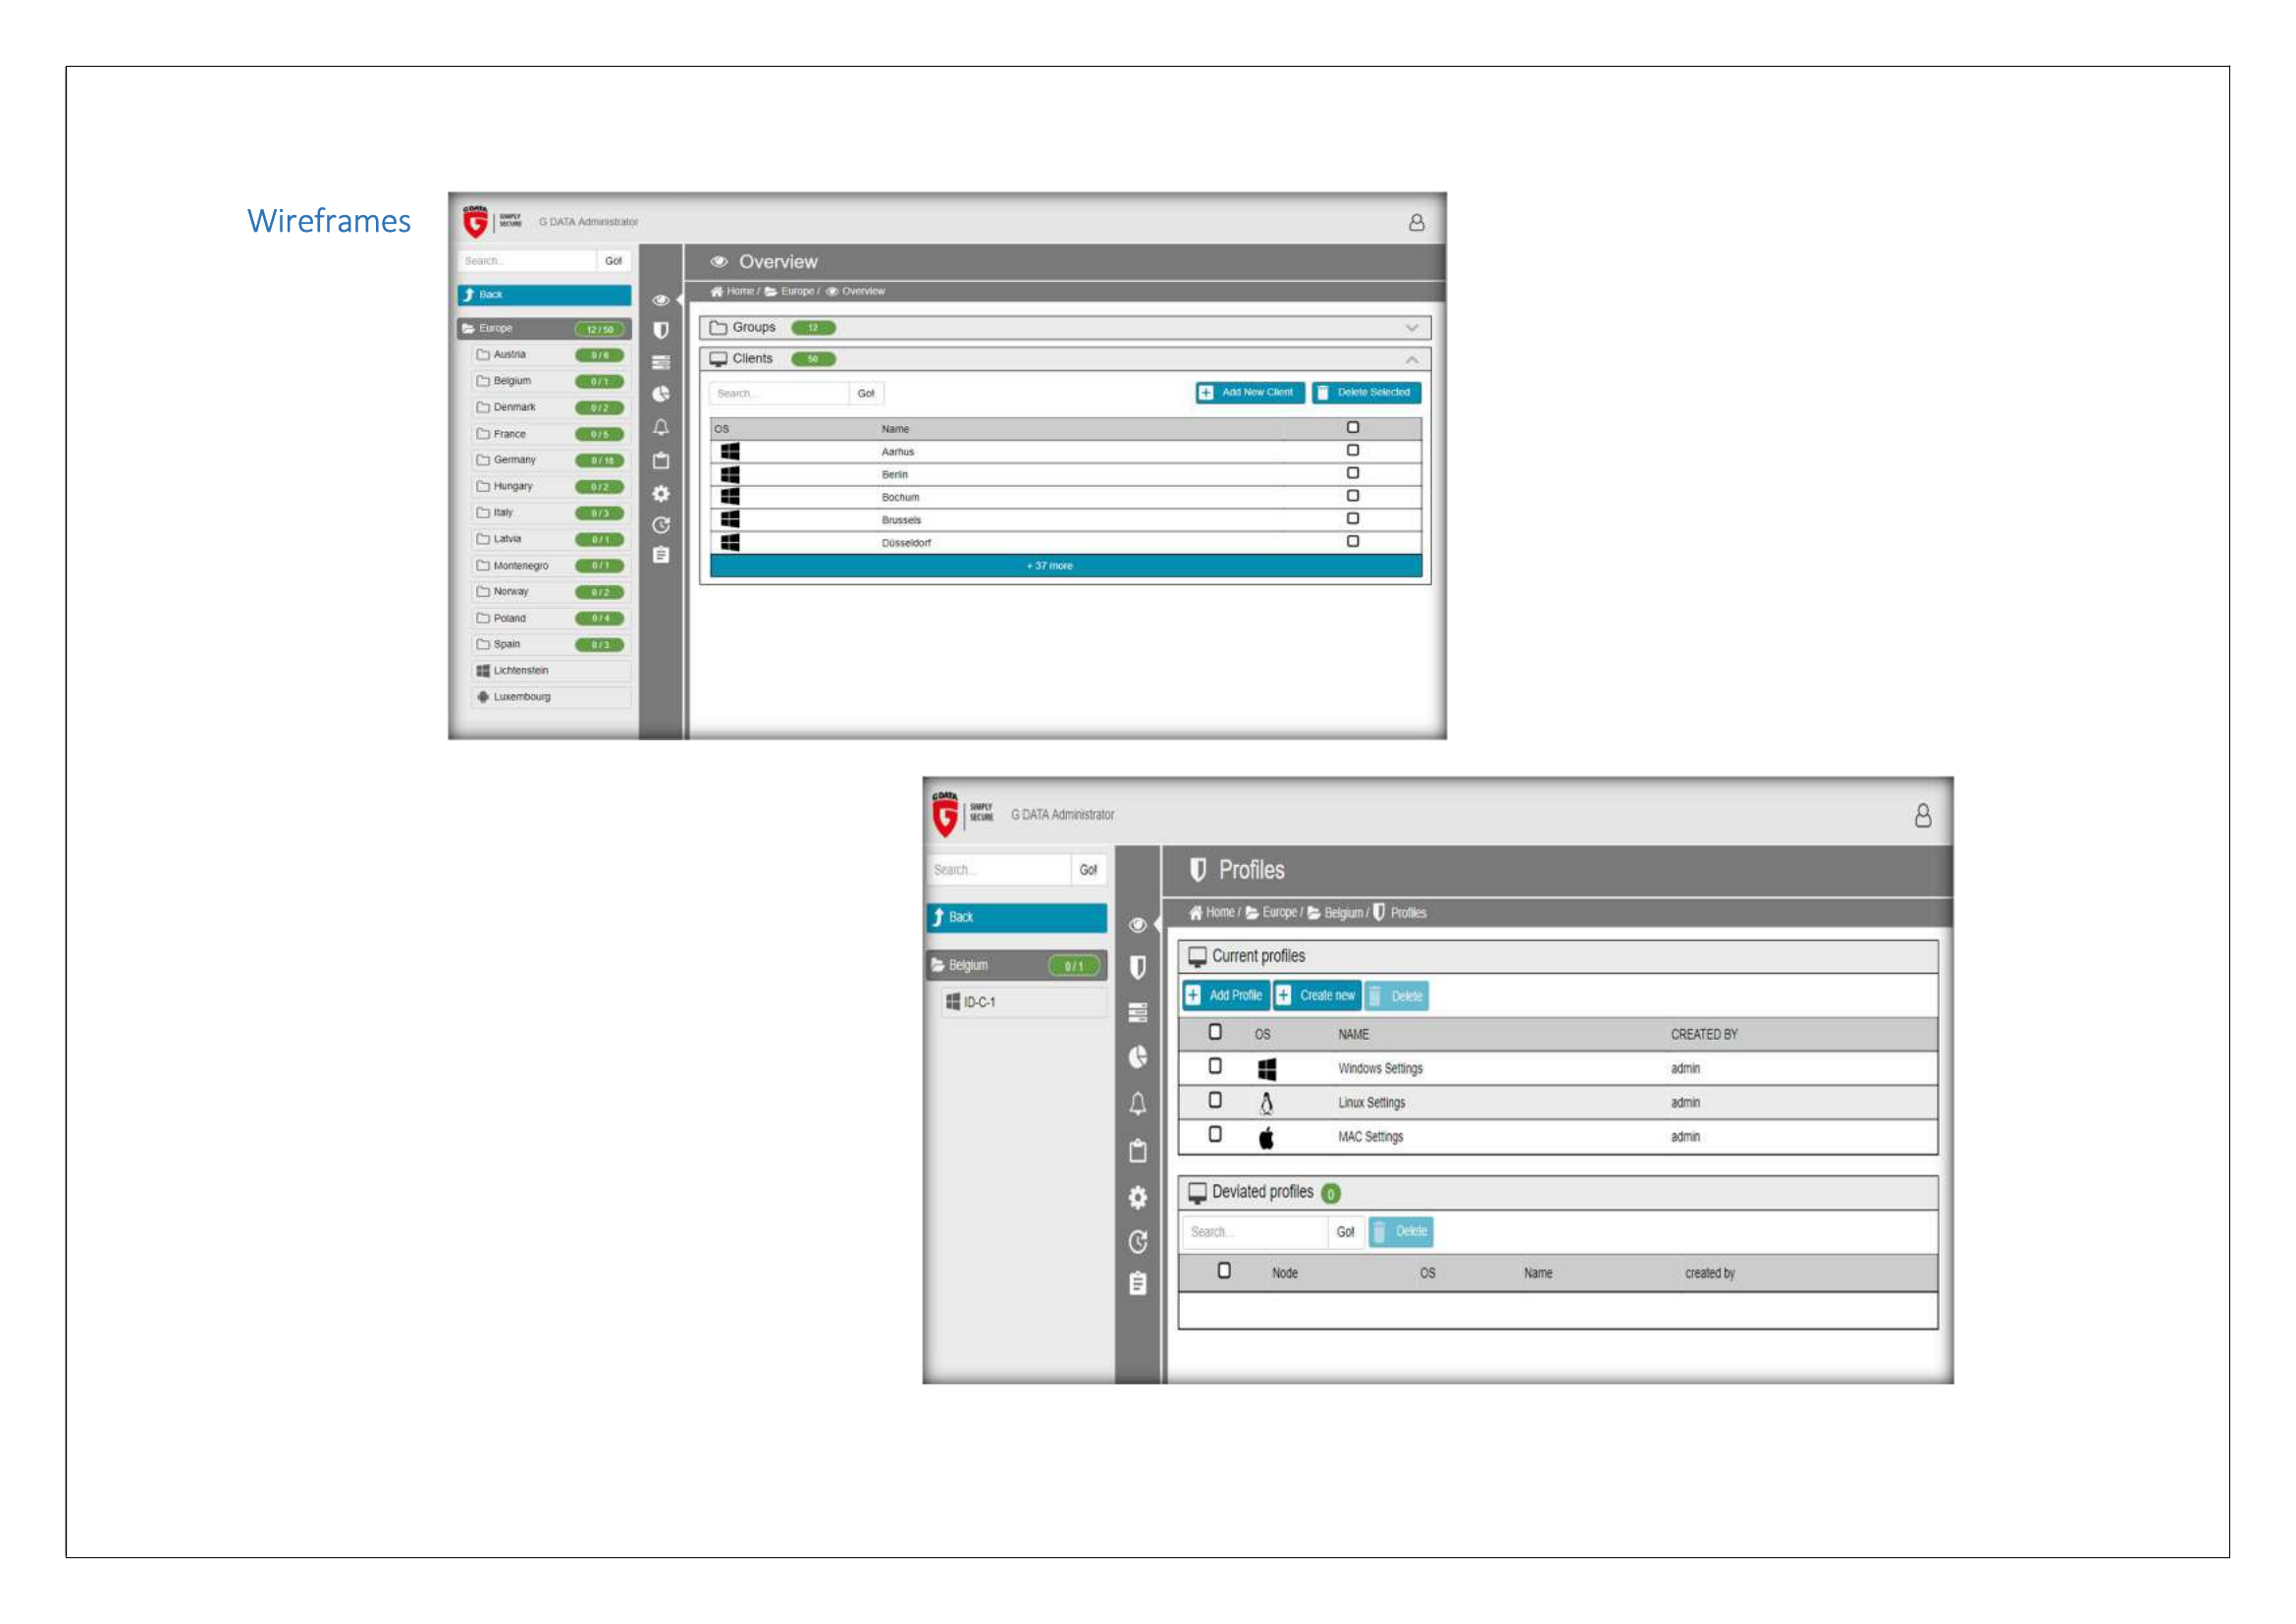 Wireframes
G DATA
SIMPLY
SECURE
G DATA Administrator
Search...
Go!
Back
Europe 12 / 50
Austria 0 / 6
Belgium 0 / 1
Denmark 0 / 2
France 0 / 5
Germany 0 / 18
Hungary 0 / 2
Italy 0 / 3
Latvia 0 / 1
Montenegro 0 / 1
Norway 0 / 2
Poland 0 / 4
Spain 0 / 3
Lichtenstein
Luxembourg
Overview
Home / Europe / Overview
Groups 12
Clients 50
Search... Go! Add New Client Delete Selected
OS Name
Aarhus
Berlin
Bochum
Brussels
Düsseldorf
+ 37 more
G DATA
SIMPLY
SECURE
G DATA Administrator
Search... Go!
Back
Belgium 0 / 1
ID-C-1
Profiles
Home / Europe / Belgium / Profiles
Current profiles
Add Profile Create new Delete
OS NAME CREATED BY
Windows Settings admin
Linux Settings admin
MAC Settings admin
Deviated profiles 0
Search... Go! Delete
Node OS Name created by